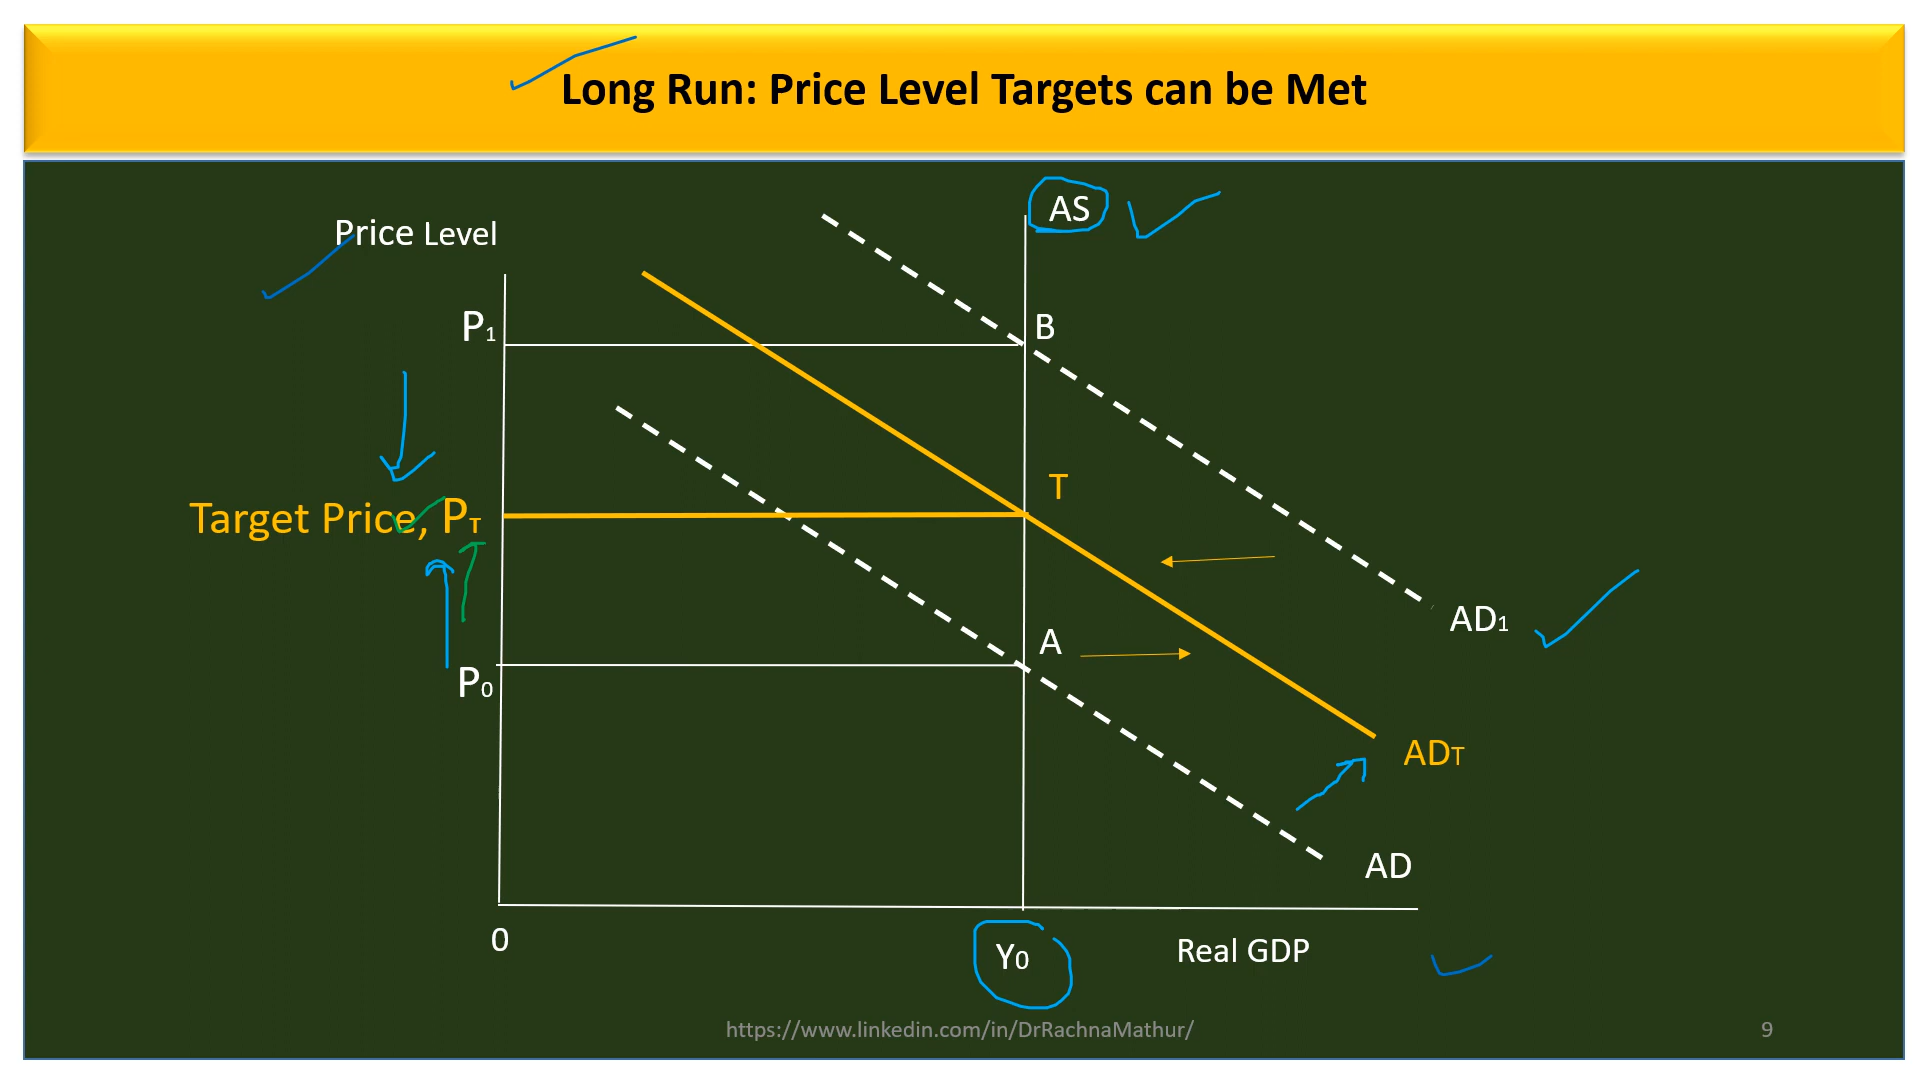 Long Run: Price Level Targets can be Met
AS
Price Level
P1
B
T
Target Price, PT
A
AD1
P0
ADT
AD
0
Y0
Real GDP
https://www.linkedin.com/in/DrRachnaMathur/
9